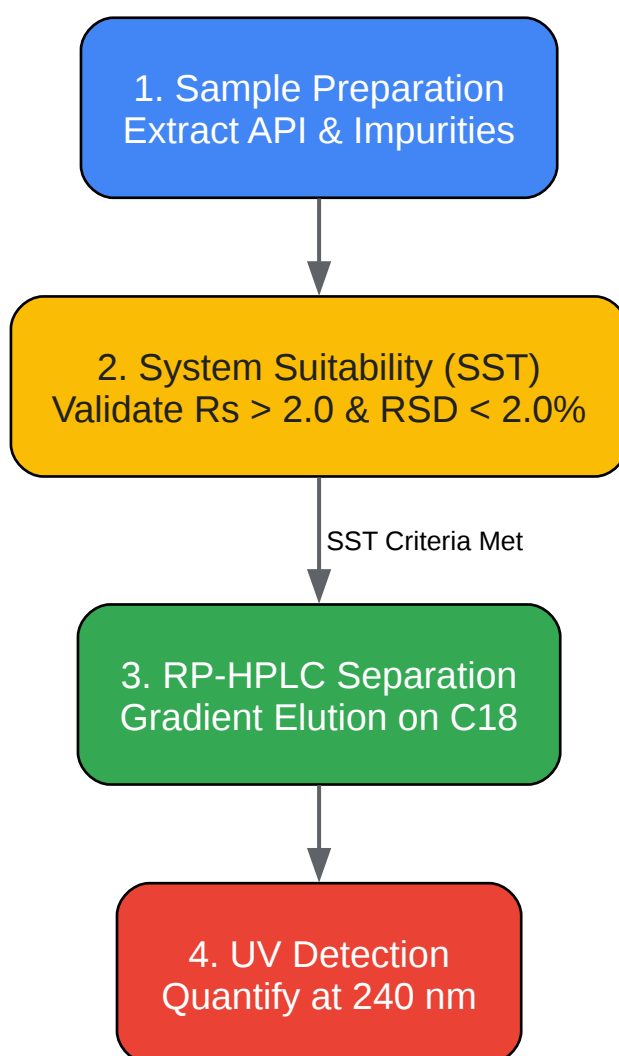 1. Sample Preparation
Extract API & Impurities
2. System Suitability (SST)
Validate Rs > 2.0 & RSD < 2.0%
SST Criteria Met
3. RP-HPLC Separation
Gradient Elution on C18
4. UV Detection
Quantify at 240 nm